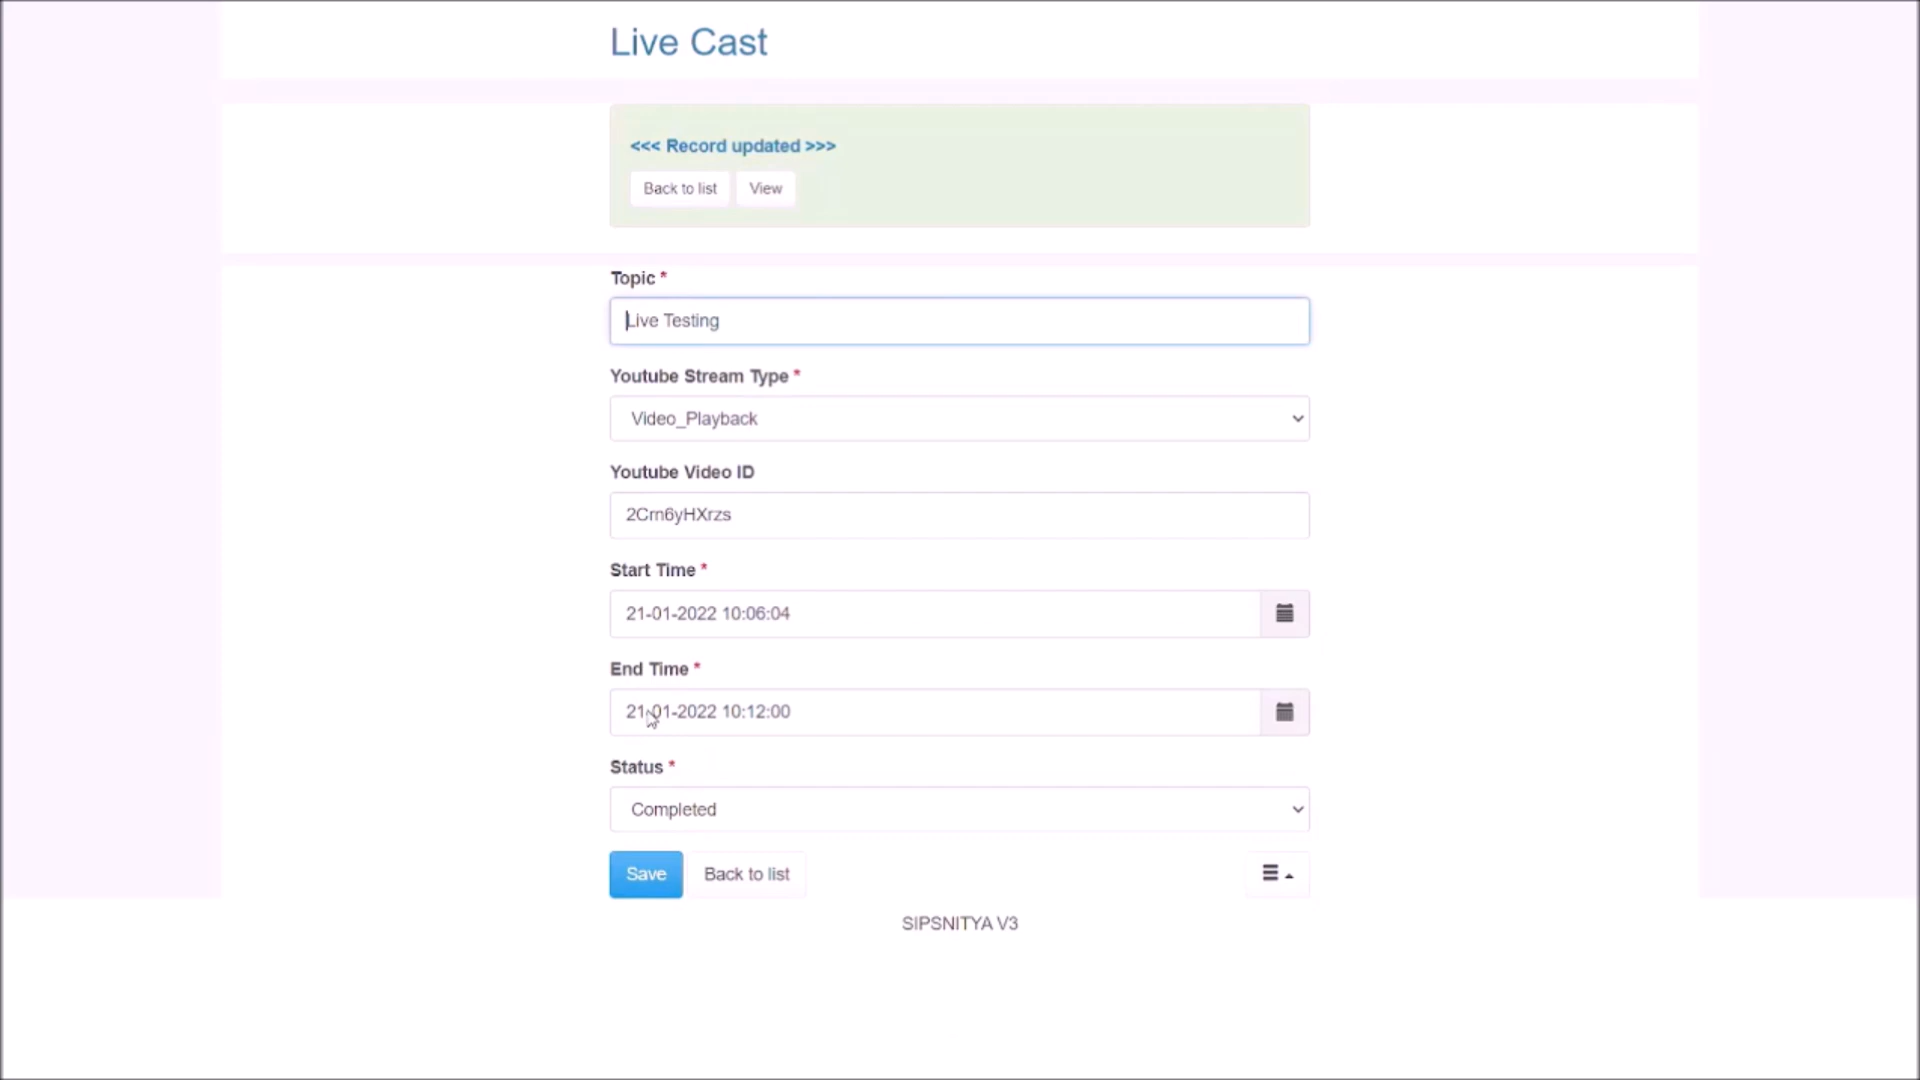 Live Cast
<<< Record updated >>>
Back to list View
Topic *
Live Testing
Youtube Stream Type *
Video_Playback
Youtube Video ID
2Crn6yHXrzs
Start Time *
21-01-2022 10:06:04
End Time *
21-01-2022 10:12:00
Status *
Completed
Save Back to list
SIPSNITYA V3